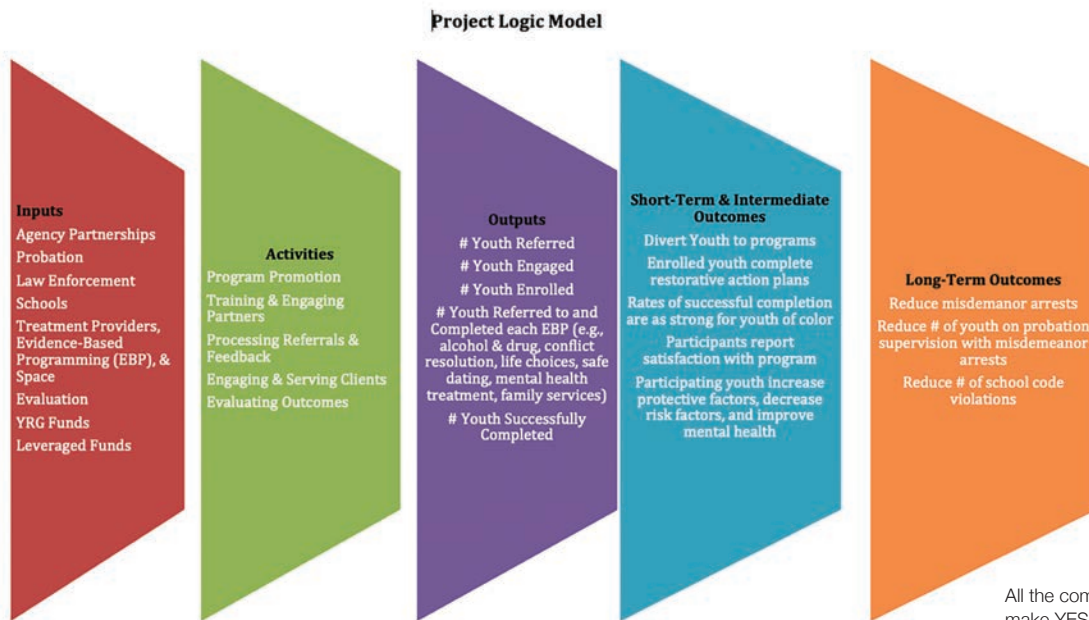 Project Logic Model
Inputs
Agency Partnerships
Probation
Law Enforcement
Schools
Treatment Providers,
Evidence-Based
Programming (EBP), &
Space
Evaluation
YRG Funds
Leveraged Funds
Activities
Program Promotion
Training & Engaging
Partners
Processing Referrals &
Feedback
Engaging & Serving Clients
Evaluating Outcomes
Outputs
# Youth Referred
# Youth Engaged
# Youth Enrolled
# Youth Referred to and
Completed each EBP (e.g.,
alcohol & drug, conflict
resolution, life choices, safe
dating, mental health
treatment, family services)
# Youth Successfully
Completed
Short-Term & Intermediate
Outcomes
Divert Youth to programs
Enrolled youth complete
restorative action plans
Rates of successful completion
are as strong for youth of color
Participants report
satisfaction with program
Participating youth increase
protective factors, decrease
risk factors, and improve
mental health
Long-Term Outcomes
Reduce misdemanor arrests
Reduce # of youth on probation
supervision with misdemeanor
arrests
Reduce # of school code
violations
All the com
make YES